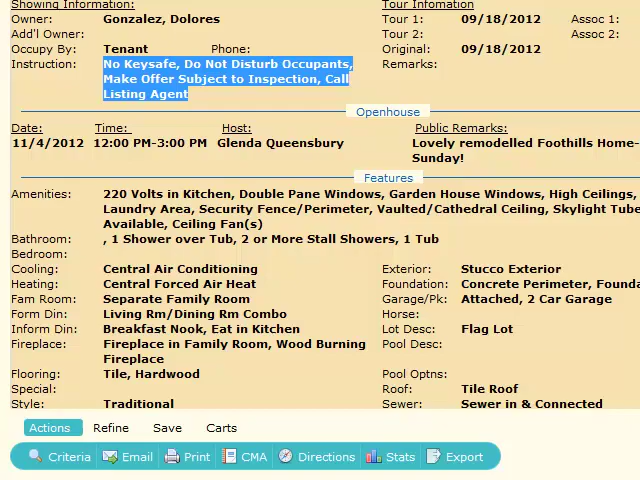 Showing Information: Tour Infomation
Owner: Gonzalez, Dolores Tour 1: 09/18/2012 Assoc 1:
Add'l Owner: Tour 2: Assoc 2:
Occupy By: Tenant Phone: Original: 09/18/2012
Instruction: No Keysafe, Do Not Disturb Occupants, Remarks:
Make Offer Subject to Inspection, Call
Listing Agent
Openhouse
Date: Time: Host: Public Remarks:
11/4/2012 12:00 PM-3:00 PM Glenda Queensbury Lovely remodelled Foothills Home-
Sunday!
Features
Amenities: 220 Volts in Kitchen, Double Pane Windows, Garden House Windows, High Ceilings,
Laundry Area, Security Fence/Perimeter, Vaulted/Cathedral Ceiling, Skylight Tube
Available, Ceiling Fan(s)
Bathroom: , 1 Shower over Tub, 2 or More Stall Showers, 1 Tub
Bedroom:
Cooling: Central Air Conditioning Exterior: Stucco Exterior
Heating: Central Forced Air Heat Foundation: Concrete Perimeter, Founda
Fam Room: Separate Family Room Garage/Pk: Attached, 2 Car Garage
Form Din: Living Rm/Dining Rm Combo Horse:
Inform Din: Breakfast Nook, Eat in Kitchen Lot Desc: Flag Lot
Fireplace: Fireplace in Family Room, Wood Burning Pool Desc:
Fireplace
Flooring: Tile, Hardwood Pool Optns:
Special: Roof: Tile Roof
Style: Traditional Sewer: Sewer in & Connected
Actions Refine Save Carts
Criteria Email Print CMA Directions Stats Export